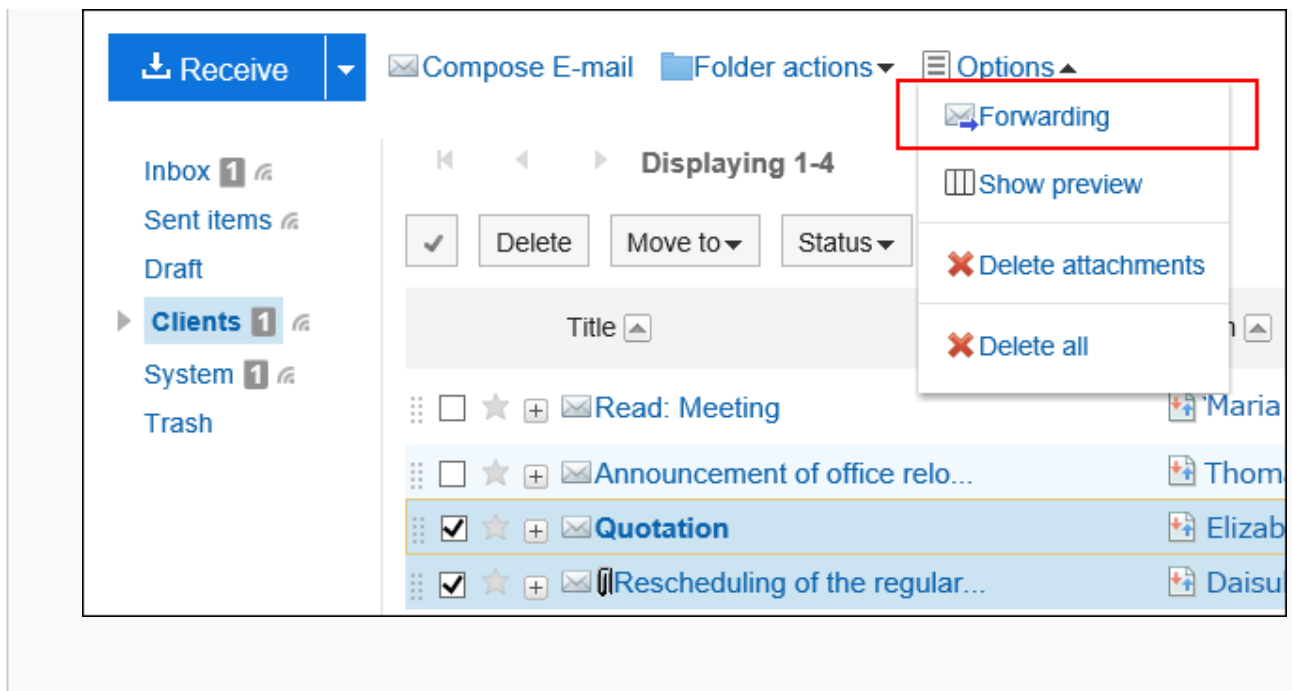 Receive Compose E-mail Folder actions Options
Forwarding
Show preview
Delete attachments
Delete all
Inbox 1
Sent items
Draft
Clients 1
System 1
Trash
Displaying 1-4
Delete Move to Status
Title
Read: Meeting 'Maria
Announcement of office relo... Thoma
Quotation Elizab
Rescheduling of the regular... Daisu